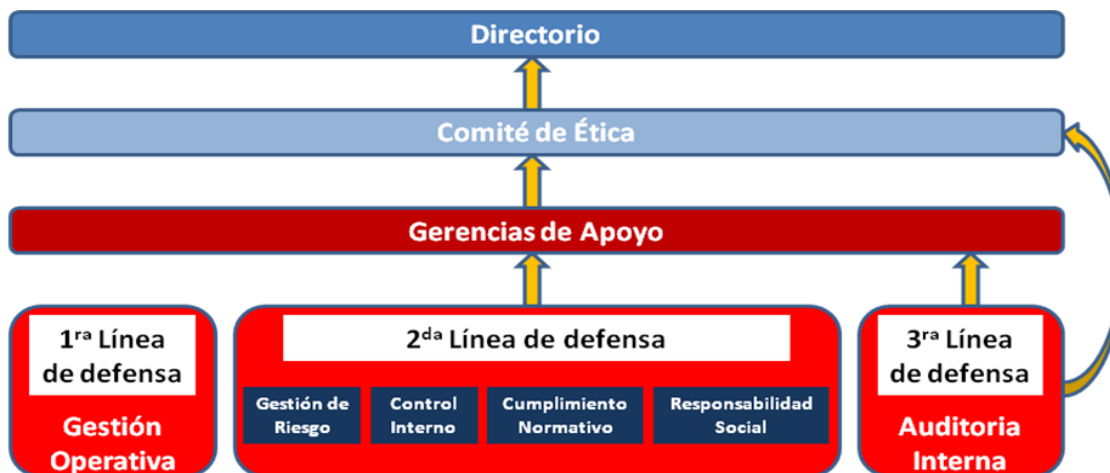 Directorio
Comité de Ética
Gerencias de Apoyo
1ra Línea
de defensa
Gestión
Operativa
2da Línea de defensa
Gestión de
Riesgo
Control
Interno
Cumplimiento
Normativo
Responsabilidad
Social
3ra Línea
de defensa
Auditoria
Interna